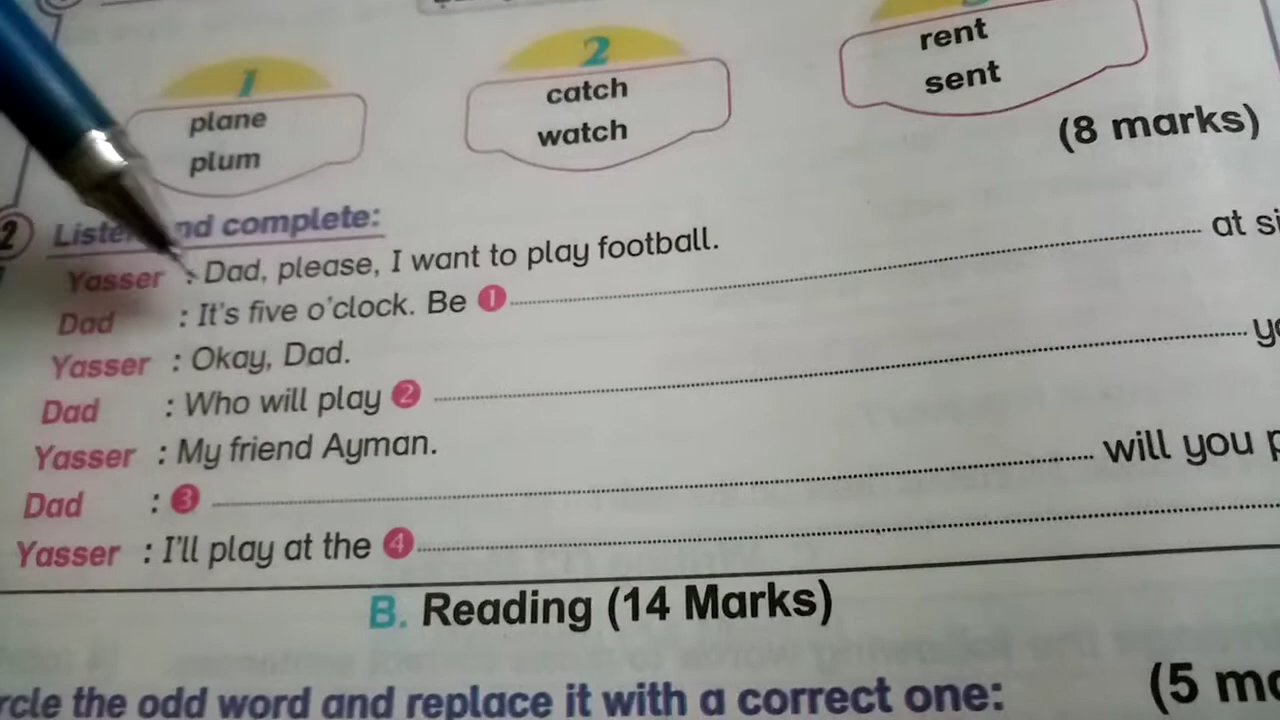 1
plane
plum
2
catch
watch
rent
sent
(8 marks)
2 and complete:
Yasser : Dad, please, I want to play football.
Dad : It's five o'clock. Be 1 ........ at
Yasser : Okay, Dad.
Dad : Who will play 2 ........
Yasser : My friend Ayman.
Dad : 3 ........ will you
Yasser : I'll play at the 4 ........
B. Reading (14 Marks)
the odd word and replace it with a correct one:
(5